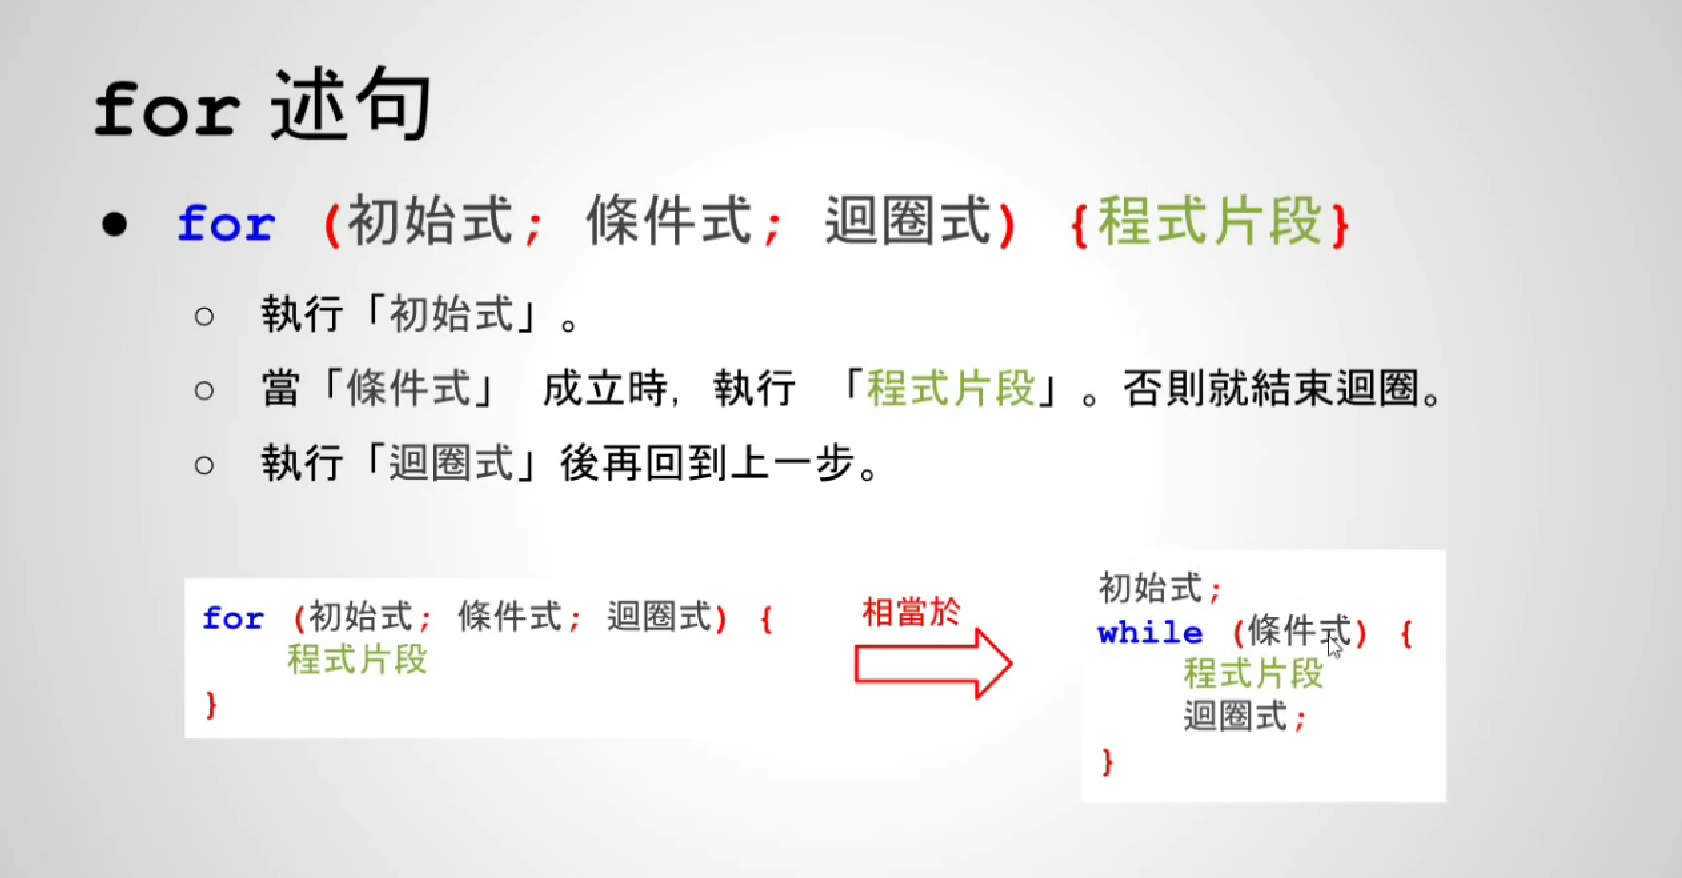 for 述句
● for (初始式; 條件式; 迴圈式) {程式片段}
○ 執行「初始式」。
○ 當「條件式」 成立時, 執行 「程式片段」。否則就結束迴圈。
○ 執行「迴圈式」後再回到上一步。
for (初始式; 條件式; 迴圈式) {
程式片段
}
相當於
初始式;
while (條件式) {
程式片段
迴圈式;
}